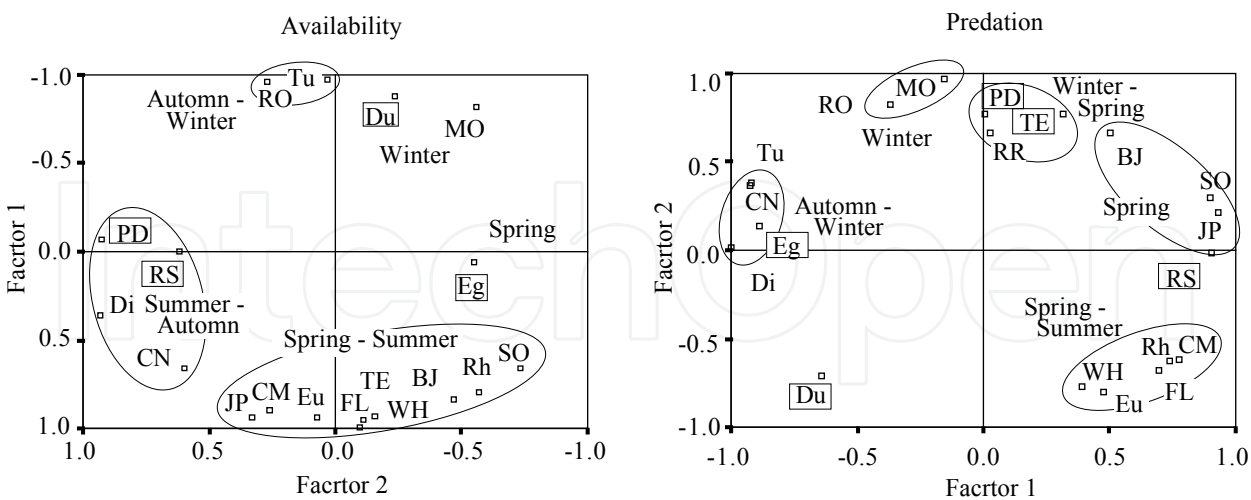 Availability
-1.0
-0.5
0.0
0.5
1.0
Facrtor 1
Tu
RO
Automn -
Winter
Du
MO
Winter
Spring
PD
RS
Di
Summer -
Automn
CN
Eg
Spring - Summer
SO
Rh
BJ
TE
WH
FL
Eu
CM
JP
1.0
0.5
0.0
-0.5
-1.0
Facrtor 2
Predation
1.0
0.5
0.0
-0.5
-1.0
Facrtor 2
RO
MO
Winter
PD
TE
RR
Winter -
Spring
BJ
SO
Spring
JP
Tu
CN
Automn -
Winter
Eg
Di
RS
Spring -
Summer
Rh
CM
WH
FL
Eu
Du
-1.0
-0.5
0.0
0.5
1.0
Facrtor 1
IntechOpen